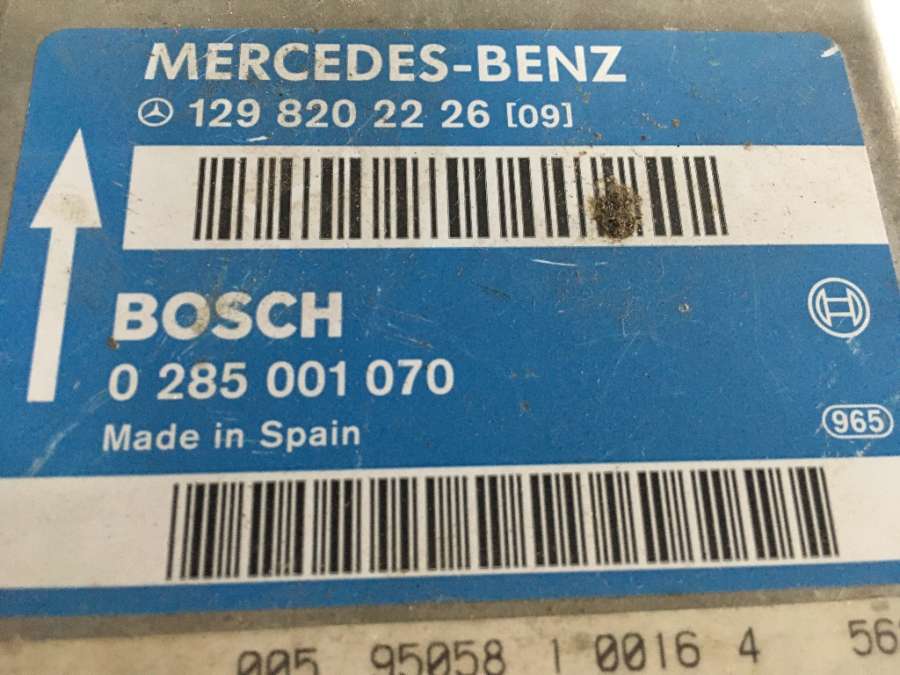 MERCEDES-BENZ
129 820 22 26 [09]
BOSCH
0 285 001 070
Made in Spain
965
005 95058 1 0016 4